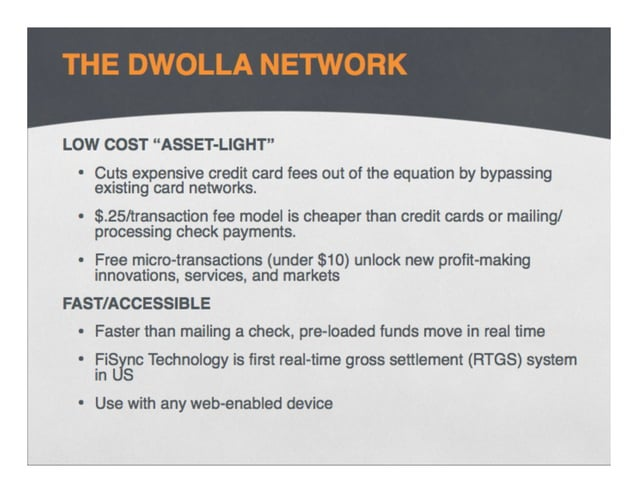 THE DWOLLA NETWORK
LOW COST “ASSET-LIGHT”
• Cuts expensive credit card fees out of the equation by bypassing
existing card networks.
• $.25/transaction fee model is cheaper than credit cards or mailing/
processing check payments.
• Free micro-transactions (under $10) unlock new profit-making
innovations, services, and markets
FAST/ACCESSIBLE
• Faster than mailing a check, pre-loaded funds move in real time
• FiSync Technology is first real-time gross settlement (RTGS) system
in US
• Use with any web-enabled device